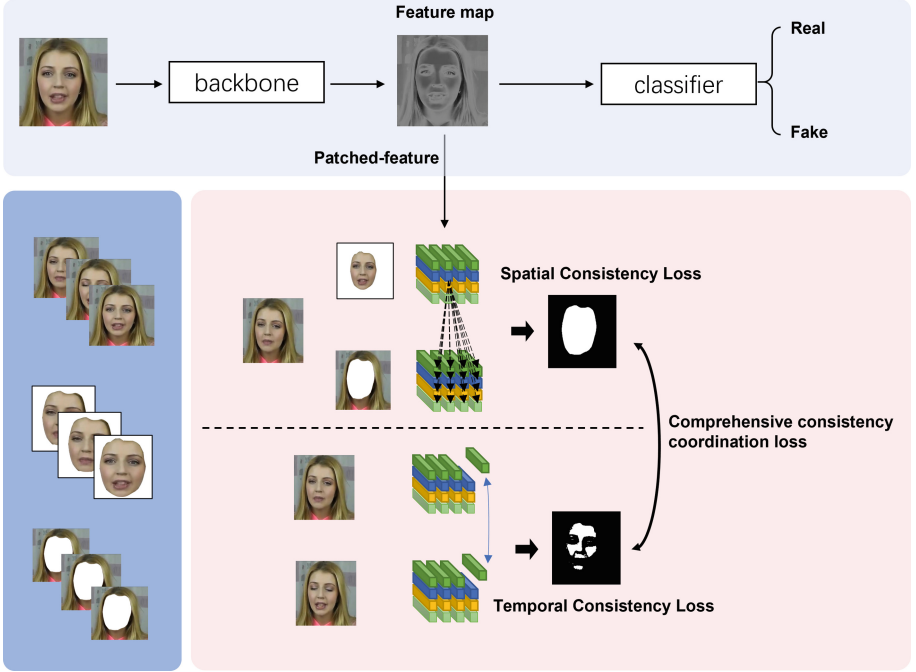 Feature map
Real
backbone
classifier
Fake
Patched-feature
Spatial Consistency Loss
Comprehensive consistency
coordination loss
Temporal Consistency Loss